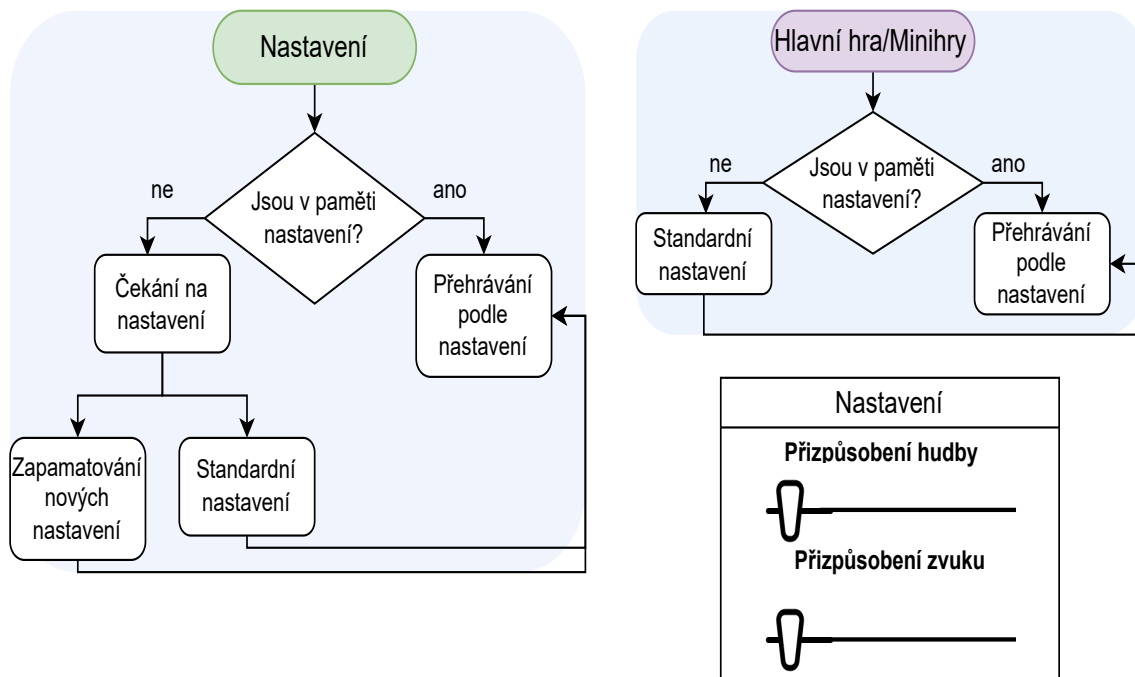 Nastavení
Jsou v paměti
nastavení?
ne
ano
Čekání na
nastavení
Přehrávání
podle
nastavení
Zapamatování
nových
nastavení
Standardní
nastavení
Hlavní hra/Minihry
Jsou v paměti
nastavení?
ne
ano
Standardní
nastavení
Přehrávání
podle
nastavení
Nastavení
Přizpůsobení hudby
Přizpůsobení zvuku